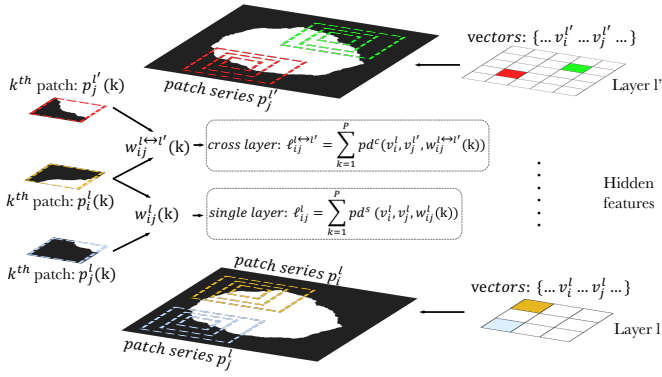 vectors: {… v_i^{l'} … v_j^{l'} …}
Layer l’
patch series p_j^{l'}
k^{th} patch: p_j^{l'}(k)
w_{ij}^{l↔l'}(k)
cross layer: ℓ_{ij}^{l↔l'} = ∑_{k=1}^{P} pd^c(v_i^l, v_j^{l'}, w_{ij}^{l↔l'}(k))
k^{th} patch: p_i^l(k)
w_{ij}^l(k)
single layer: ℓ_{ij}^l = ∑_{k=1}^{P} pd^s (v_i^l, v_j^l, w_{ij}^l(k))
Hidden
features
k^{th} patch: p_j^l(k)
patch series p_i^l
vectors: {… v_i^l … v_j^l …}
Layer l
patch series p_j^l